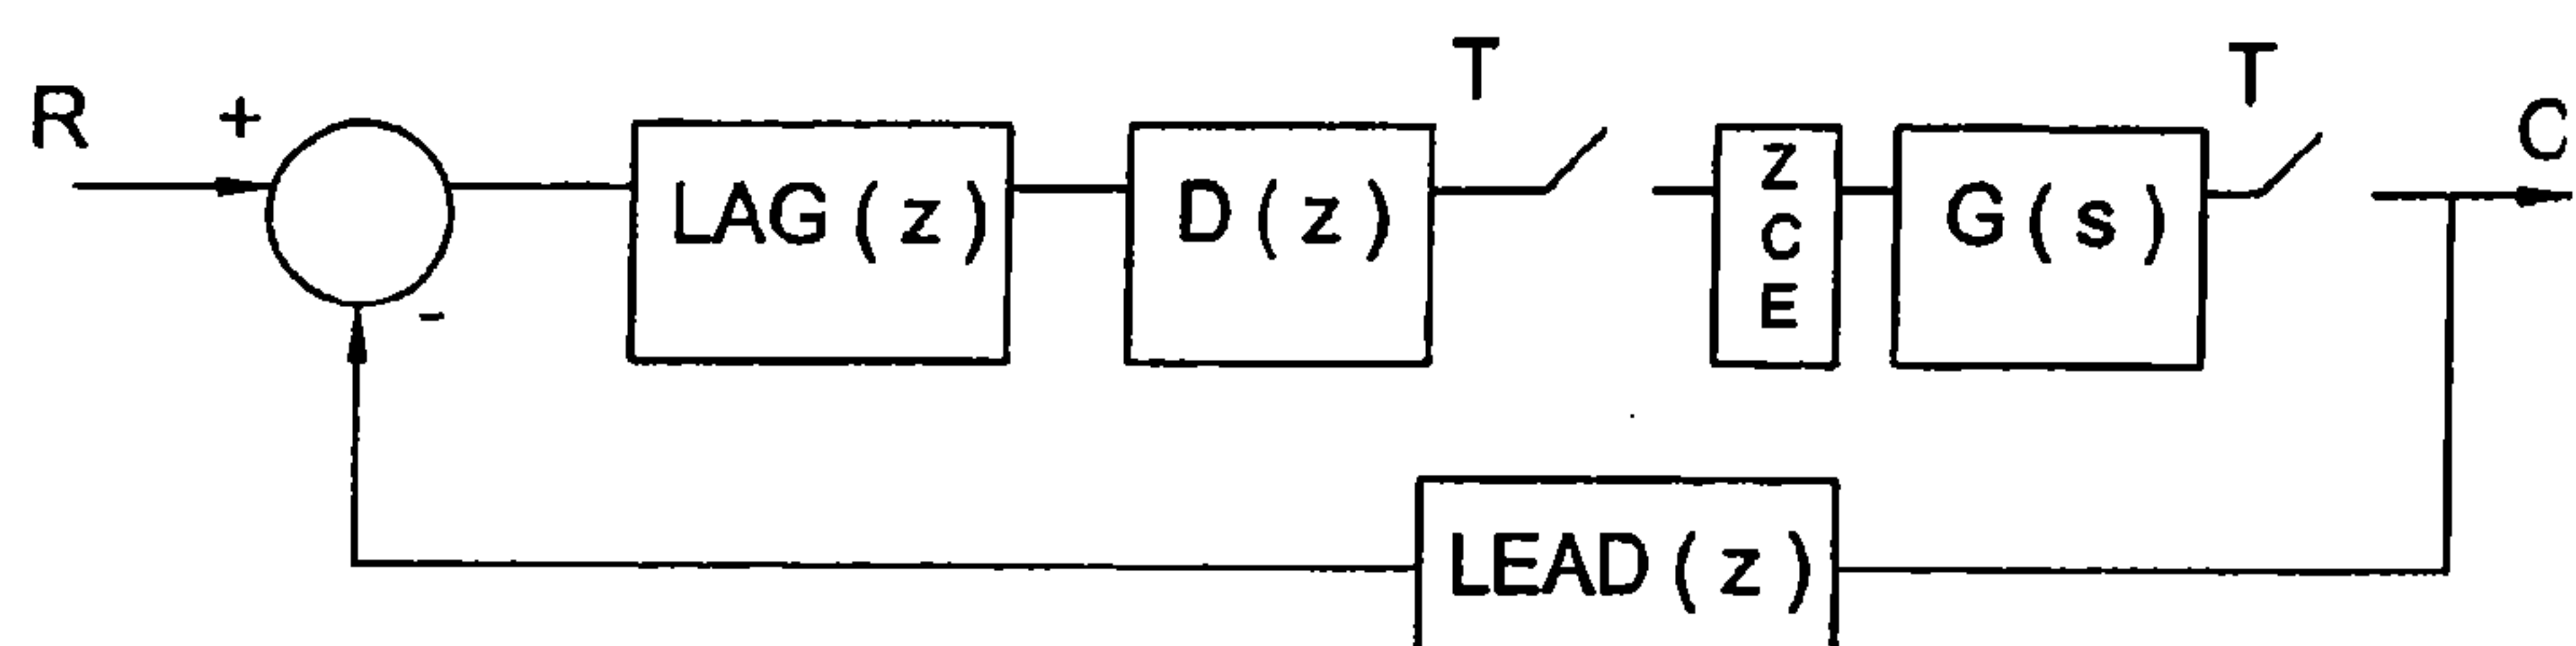 R
+
-
LAG ( z )
D ( z )
T
Z
C
E
G ( s )
T
C
LEAD ( z )